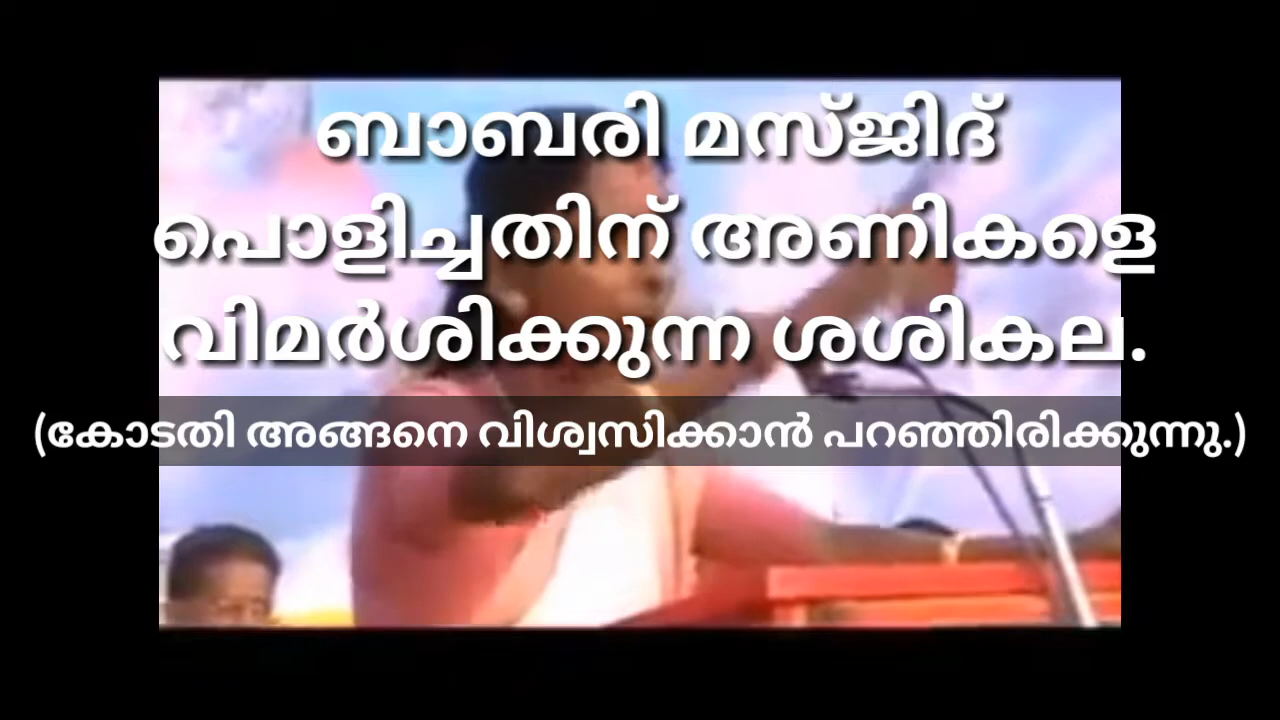 ബാബരി മസ്ജിദ്
പൊളിച്ചതിന് അണികളെ
വിമർശിക്കുന്ന ശശികല.
(കോടതി അങ്ങനെ വിശ്വസിക്കാൻ പറഞ്ഞിരിക്കുന്നു.)